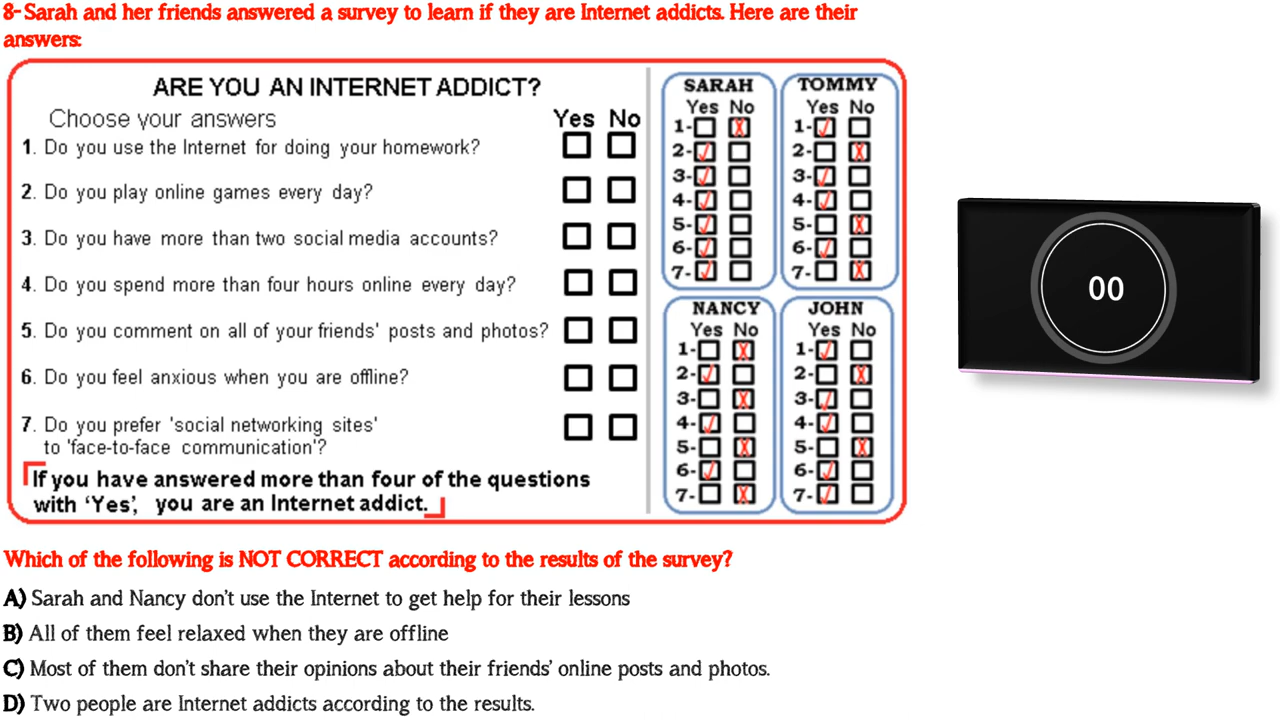 8-Sarah and her friends answered a survey to learn if they are Internet addicts. Here are their
answers:
ARE YOU AN INTERNET ADDICT?
Choose your answers
Yes No
1. Do you use the Internet for doing your homework?
2. Do you play online games every day?
3. Do you have more than two social media accounts?
4. Do you spend more than four hours online every day?
5. Do you comment on all of your friends' posts and photos?
6. Do you feel anxious when you are offline?
7. Do you prefer 'social networking sites'
to 'face-to-face communication'?
If you have answered more than four of the questions
with ‘Yes’, you are an Internet addict.
SARAH
Yes No
1-
2-
3-
4-
5-
6-
7-
TOMMY
Yes No
1-
2-
3-
4-
5-
6-
7-
NANCY
Yes No
1-
2-
3-
4-
5-
6-
7-
JOHN
Yes No
1-
2-
3-
4-
5-
6-
7-
00
Which of the following is NOT CORRECT according to the results of the survey?
A) Sarah and Nancy don't use the Internet to get help for their lessons
B) All of them feel relaxed when they are offline
C) Most of them don't share their opinions about their friends' online posts and photos.
D) Two people are Internet addicts according to the results.